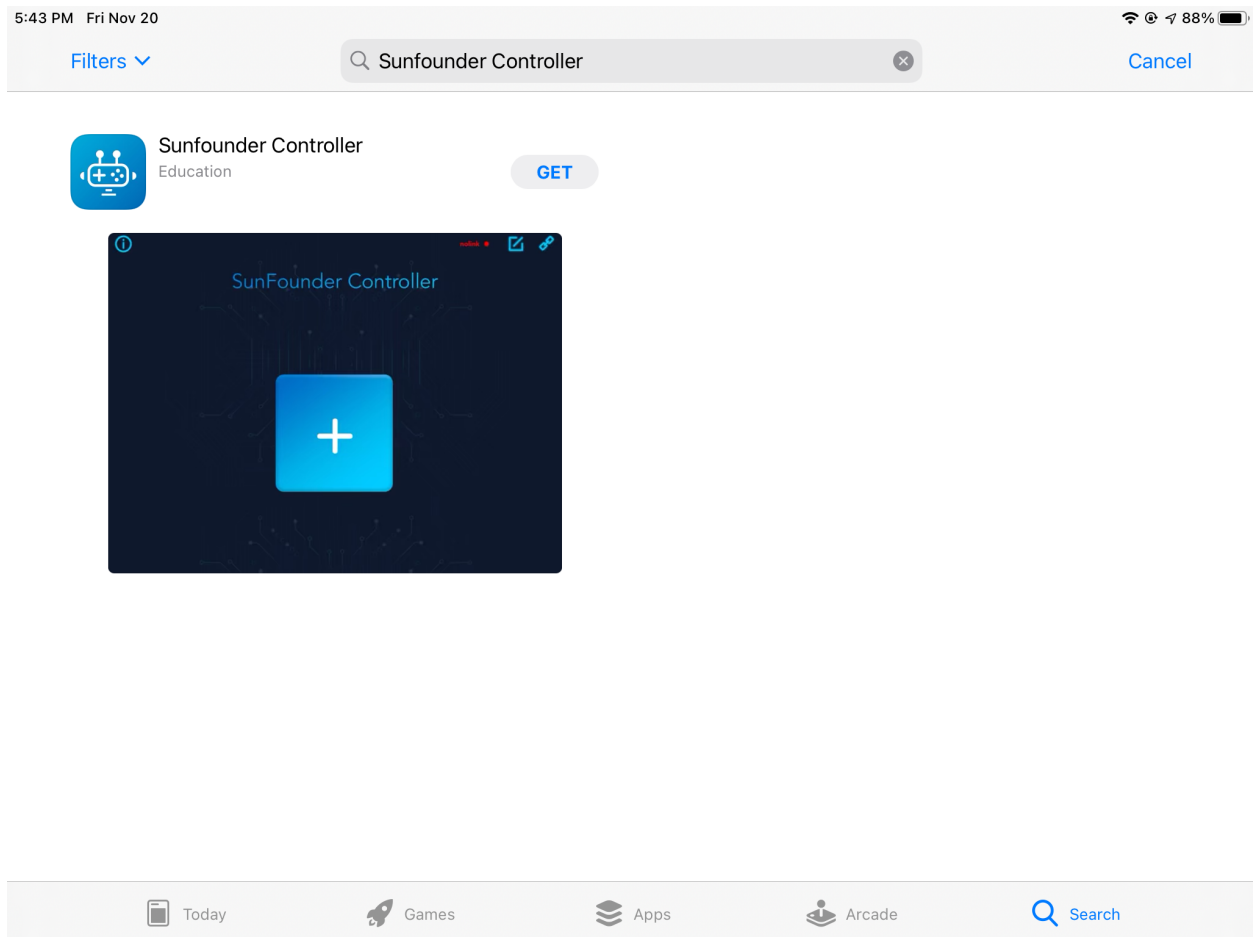 5:43 PM Fri Nov 20 88%
Filters Sunfounder Controller Cancel
Sunfounder Controller
Education
GET
SunFounder Controller
Today Games Apps Arcade Search